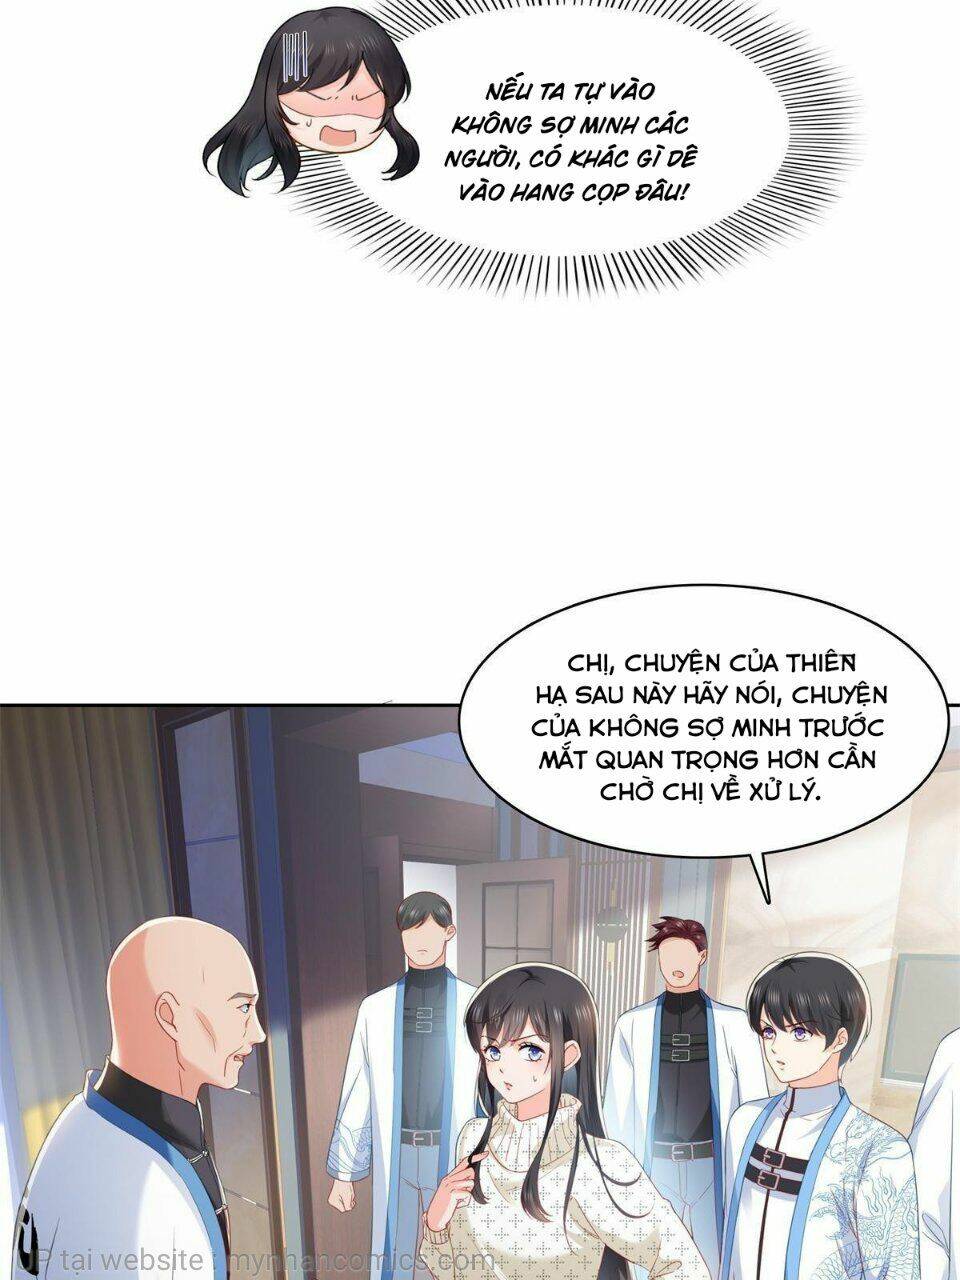 NẾU TA TỰ VÀO
KHÔNG SỢ MINH CÁC
NGƯỜI, CÓ KHÁC GÌ DÊ
VÀO HANG CỌP ĐÂU!
CHỊ, CHUYỆN CỦA THIÊN
HẠ SAU NÀY HÃY NÓI, CHUYỆN
CỦA KHÔNG SỢ MINH TRƯỚC
MẮT QUAN TRỌNG HƠN CẦN
CHỜ CHỊ VỀ XỬ LÝ.
UP tại website : mynhancomics.com